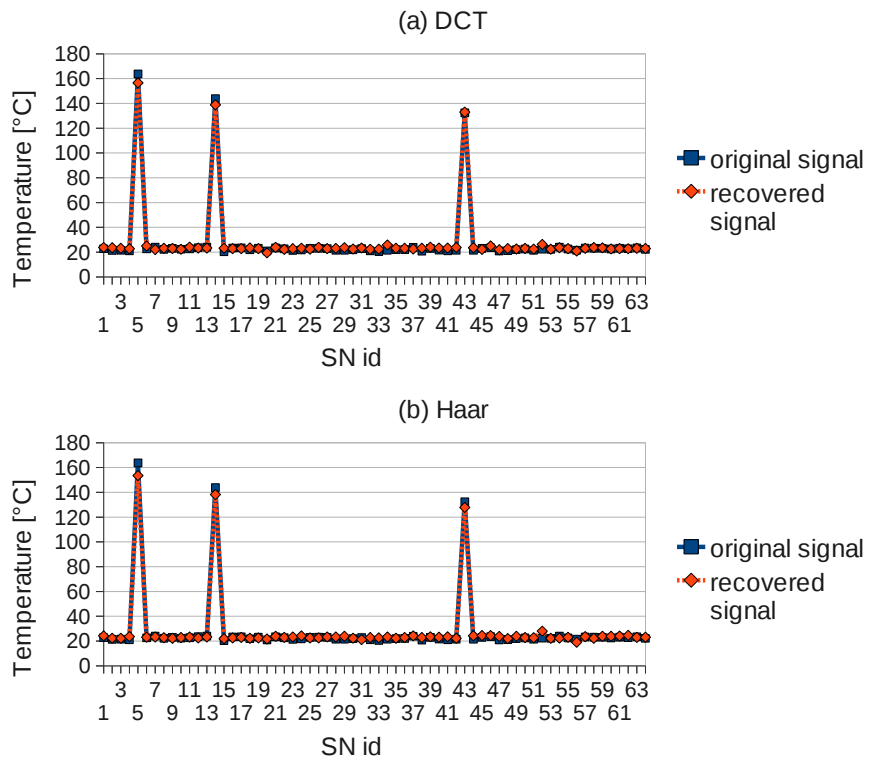 (a) DCT
Temperature [°C]
180
160
140
120
100
80
60
40
20
0
3 7 9 11 15 19 23 27 31 35 39 43 47 51 55 59 63
1 5 9 13 17 21 25 29 33 37 41 45 49 53 57 61
SN id
original signal
recovered
signal
(b) Haar
Temperature [°C]
180
160
140
120
100
80
60
40
20
0
3 7 11 15 19 23 27 31 35 39 43 47 51 55 59 63
1 5 9 13 17 21 25 29 33 37 41 45 49 53 57 61
SN id
original signal
recovered
signal